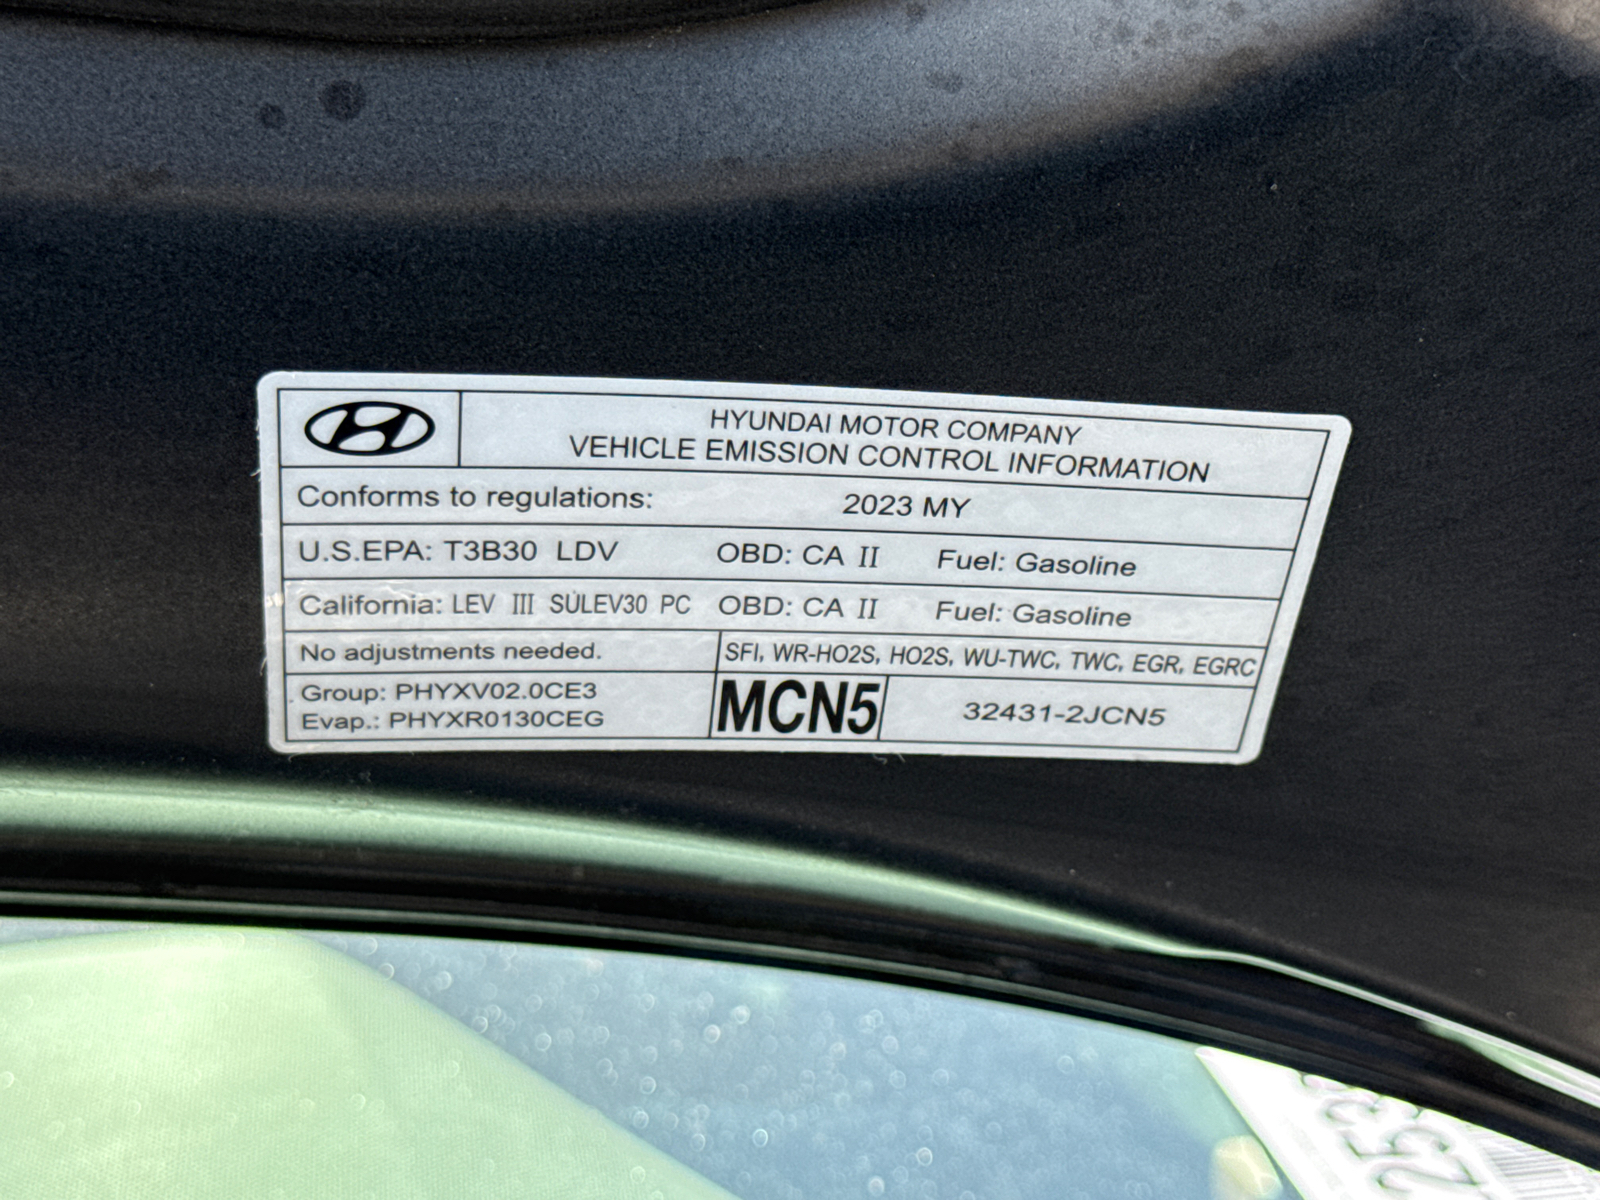 HYUNDAI MOTOR COMPANY
VEHICLE EMISSION CONTROL INFORMATION
Conforms to regulations: 2023 MY
U.S.EPA: T3B30 LDV OBD: CA II Fuel: Gasoline
California: LEV III SULEV30 PC OBD: CA II Fuel: Gasoline
No adjustments needed. SFI, WR-HO2S, HO2S, WU-TWC, TWC, EGR, EGRC
Group: PHYXV02.0CE3
Evap.: PHYXR0130CEG
MCN5 32431-2JCN5